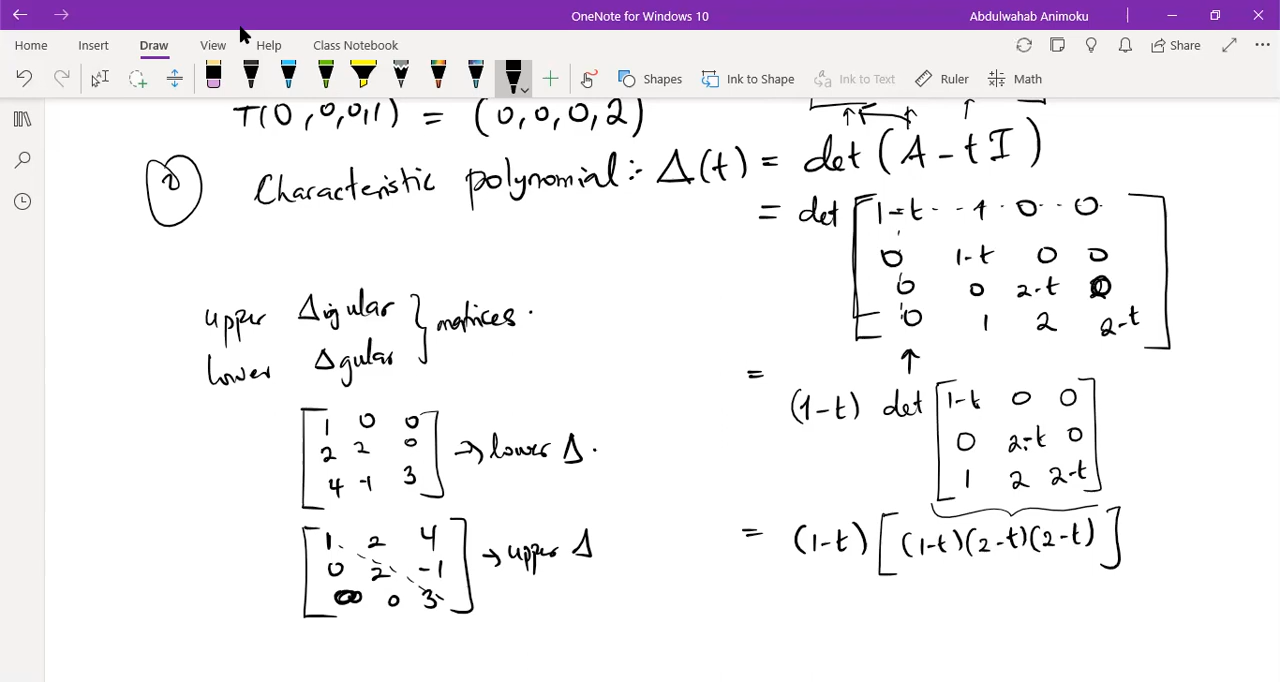 OneNote for Windows 10
Abdulwahab Animoku
Home Insert Draw View Help Class Notebook Share
Shapes Ink to Shape Ink to Text Ruler Math
T(0,0,0,1) = (0,0,0,2)
② Characteristic polynomial :- Δ(t) = det (A - tI)
= det [ 1-t -1 0 0
0 1-t 0 0
0 0 2-t 0
0 1 2 2-t ]
= (1-t) det [ 1-t 0 0
0 2-t 0
1 2 2-t ]
= (1-t) [ (1-t)(2-t)(2-t) ]
upper Δigular } matrices.
lower Δgular
[ 1 0 0
2 2 0
4 -1 3 ] → lower Δ.
[ 1 2 4
0 2 -1
0 0 3 ] → upper Δ